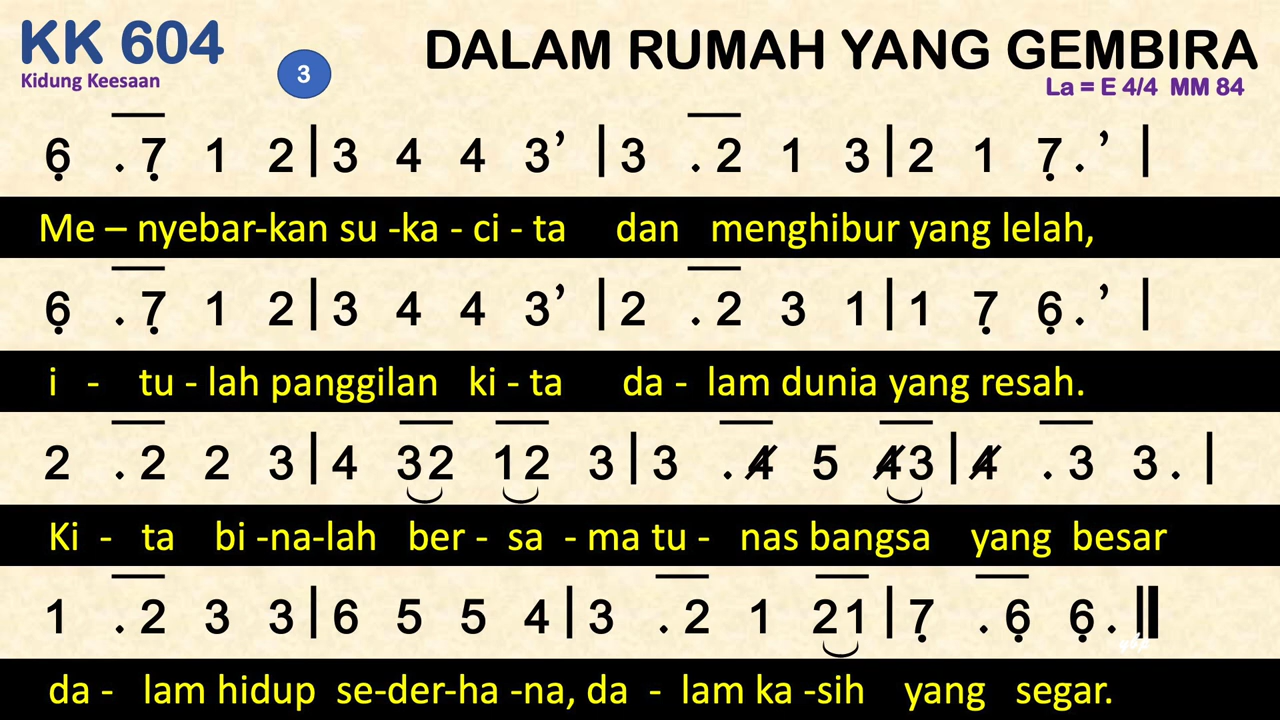 KK 604
DALAM RUMAH YANG GEMBIRA
Kidung Keesaan
3
La = E 4/4 MM 84
6̣ . 7̣ 1 2 | 3 4 4 3’ | 3 . 2 1 3 | 2 1 7̣ . ’ |
Me – nyebar-kan su -ka - ci - ta dan menghibur yang lelah,
6̣ . 7̣ 1 2 | 3 4 4 3’ | 2 . 2 3 1 | 1 7̣ 6̣ . ’ |
i - tu - lah panggilan ki - ta da - lam dunia yang resah.
2 . 2 2 3 | 4 32 12 3 | 3 . 4̸ 5 4̸3 | 4̸ . 3 3 . |
Ki - ta bi -na-lah ber - sa - ma tu - nas bangsa yang besar
1 . 2 3 3 | 6 5 5 4 | 3 . 2 1 21 | 7̣ . 6̣ 6̣ . ||
da - lam hidup se-der-ha -na, da - lam ka -sih yang segar.